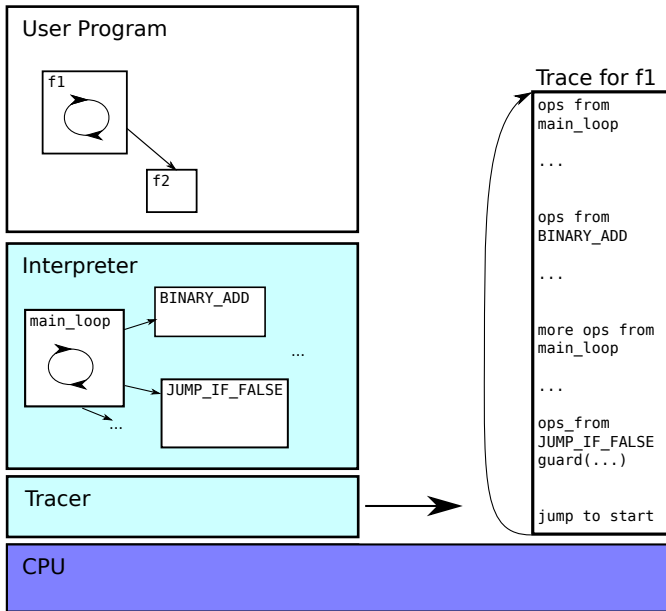 User Program
f1
f2
Interpreter
main_loop
BINARY_ADD
...
JUMP_IF_FALSE
...
Tracer
CPU
Trace for f1
ops from
main_loop
...
ops from
BINARY_ADD
...
more ops from
main_loop
...
ops_from
JUMP_IF_FALSE
guard(...)
jump to start